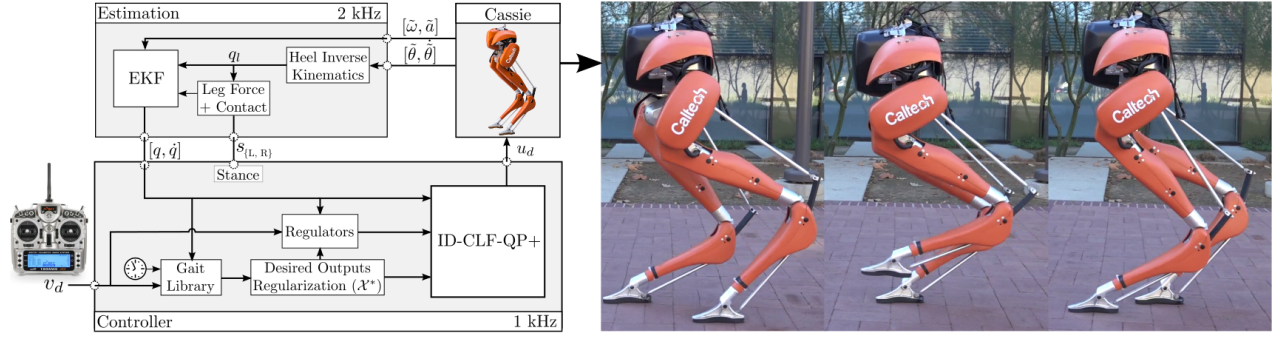 Estimation 2 kHz
EKF
q_l
Heel Inverse
Kinematics
Leg Force
+ Contact
[ω̃, ã]
[θ̃, θ̃̇]
Cassie
[q, q̇]
s_{L, R}
Stance
u_d
Regulators
ID-CLF-QP+
Gait
Library
Desired Outputs
Regularization (𝒳*)
v_d
Controller 1 kHz
Caltech
Caltech
Caltech